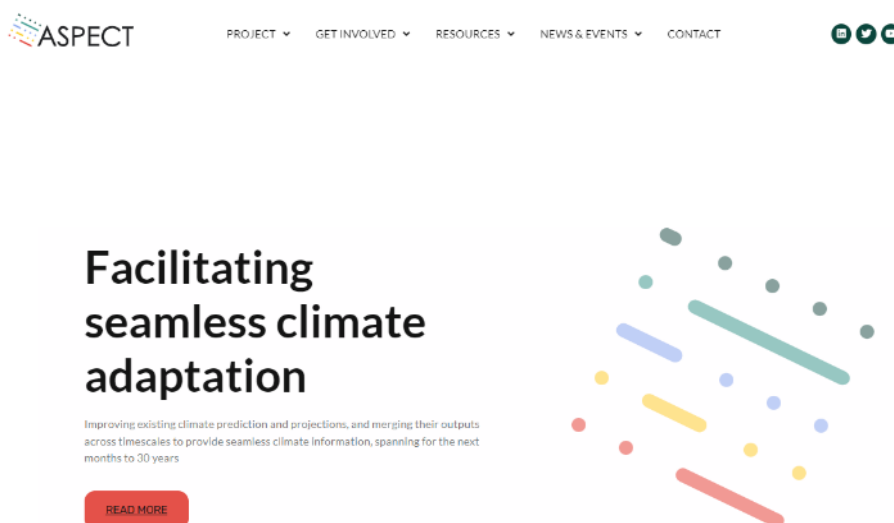 ASPECT
PROJECT
GET INVOLVED
RESOURCES
NEWS & EVENTS
CONTACT
Facilitating
seamless climate
adaptation
Improving existing climate prediction and projections, and merging their outputs
across timescales to provide seamless climate information, spanning for the next
months to 30 years
READ MORE